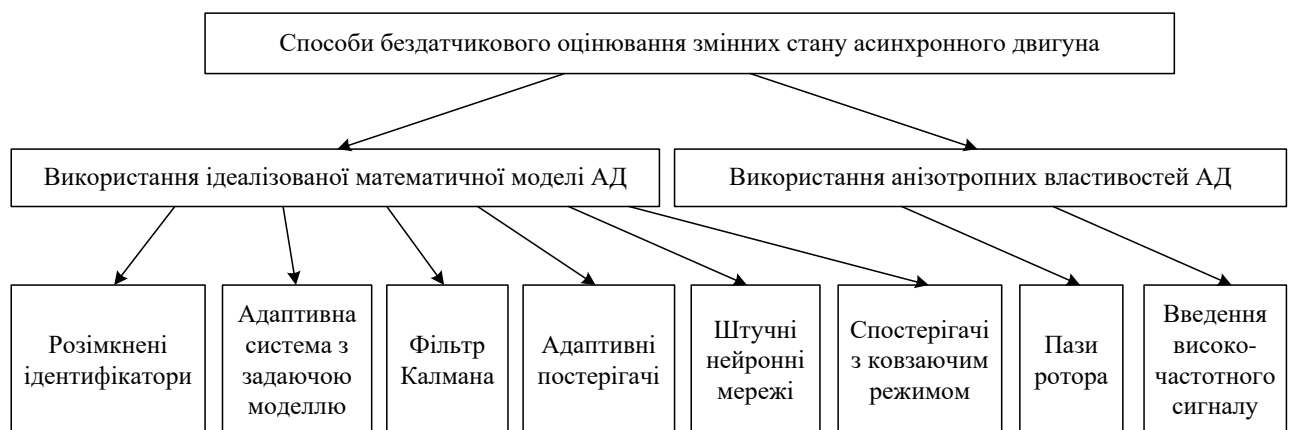 Способи бездатчикового оцінювання змінних стану асинхронного двигуна
Використання ідеалізованої математичної моделі АД
Використання анізотропних властивостей АД
Розімкнені
ідентифікатори
Адаптивна
система з
задаючою
моделлю
Фільтр
Калмана
Адаптивні
постерігачі
Штучні
нейронні
мережі
Спостерігачі
з ковзаючим
режимом
Пази
ротора
Введення
високо-
частотного
сигналу